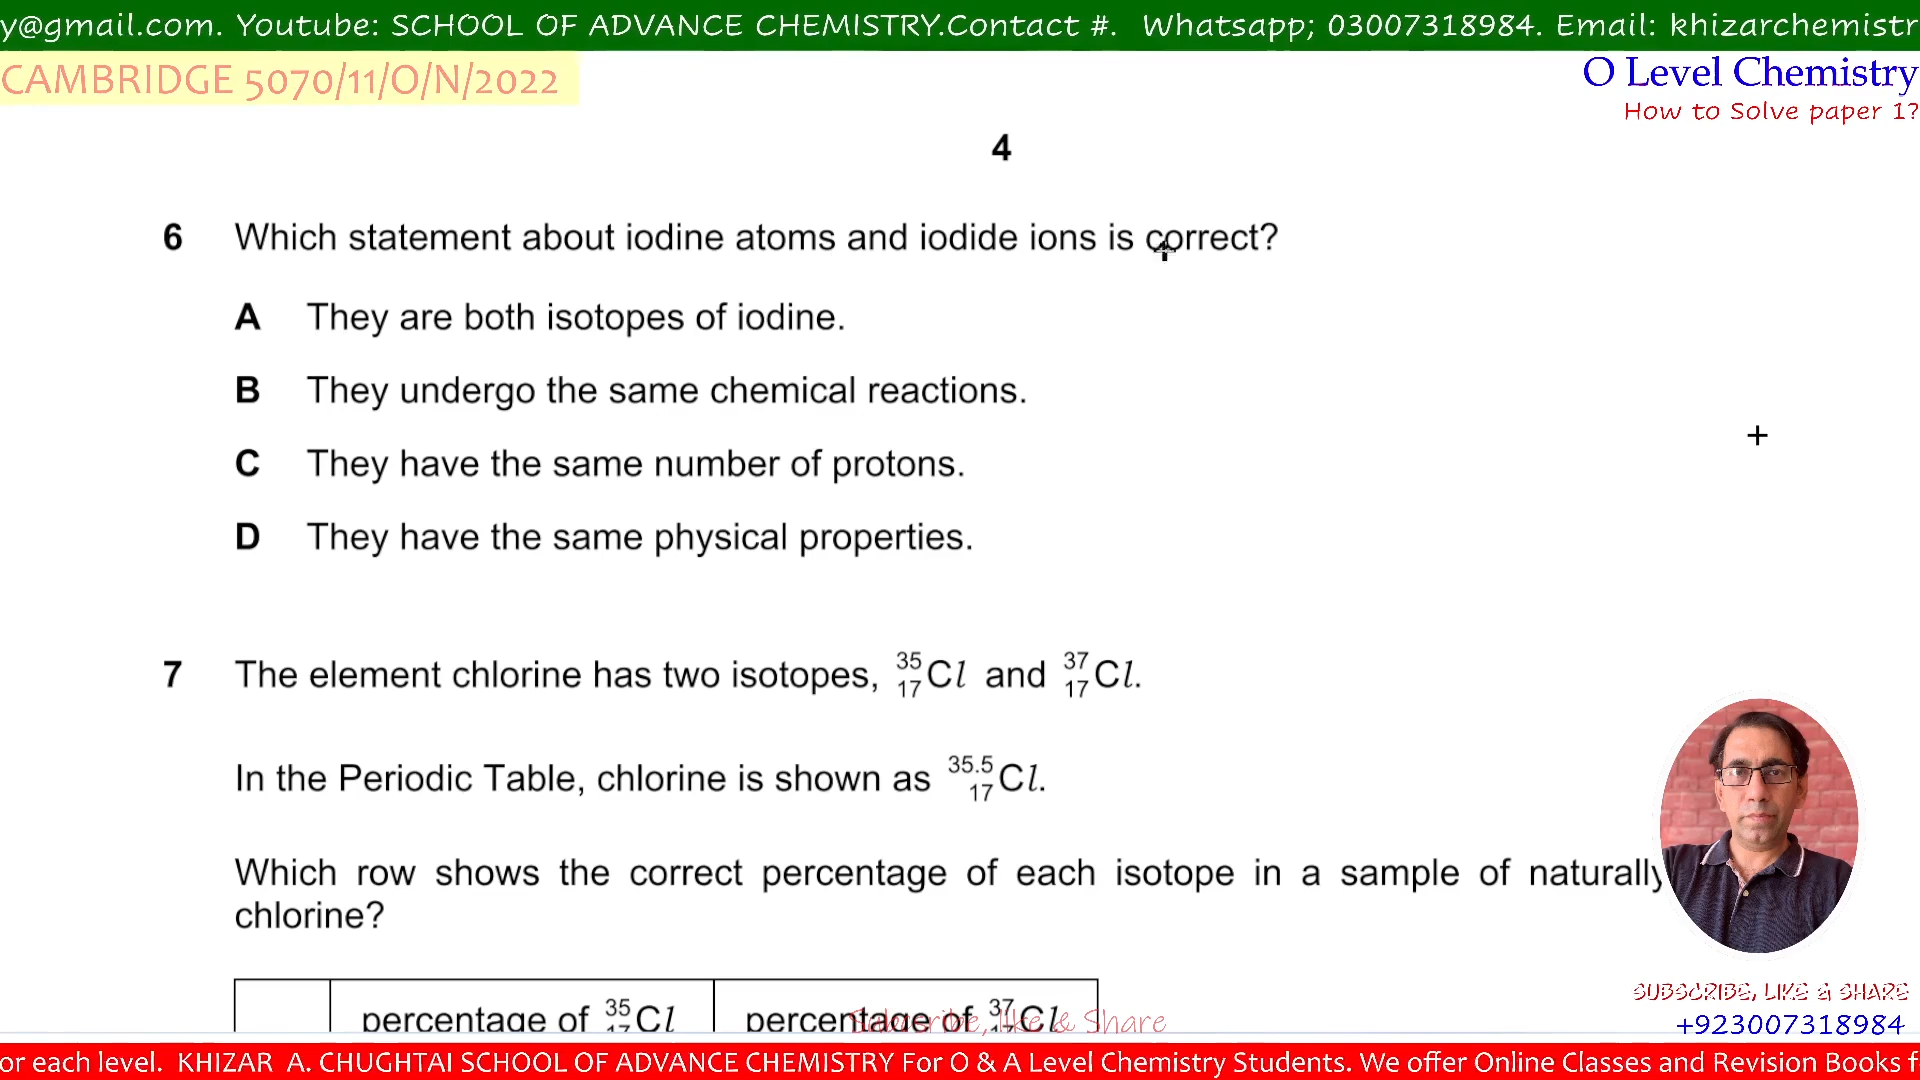 y@gmail.com. Youtube: SCHOOL OF ADVANCE CHEMISTRY.Contact #. Whatsapp; 03007318984. Email: khizarchemistr
CAMBRIDGE 5070/11/O/N/2022
O Level Chemistry
How to Solve paper 1?
4
6 Which statement about iodine atoms and iodide ions is correct?
A They are both isotopes of iodine.
B They undergo the same chemical reactions.
C They have the same number of protons.
D They have the same physical properties.
7 The element chlorine has two isotopes, ³⁵₁₇Cl and ³⁷₁₇Cl.
In the Periodic Table, chlorine is shown as ³⁵·⁵₁₇Cl.
Which row shows the correct percentage of each isotope in a sample of naturally
chlorine?
percentage of ³⁵₁₇Cl percentage of ³⁷₁₇Cl
Subscribe, like & Share
SUBSCRIBE, LIKE & SHARE
+923007318984
or each level. KHIZAR A. CHUGHTAI SCHOOL OF ADVANCE CHEMISTRY For O & A Level Chemistry Students. We offer Online Classes and Revision Books f